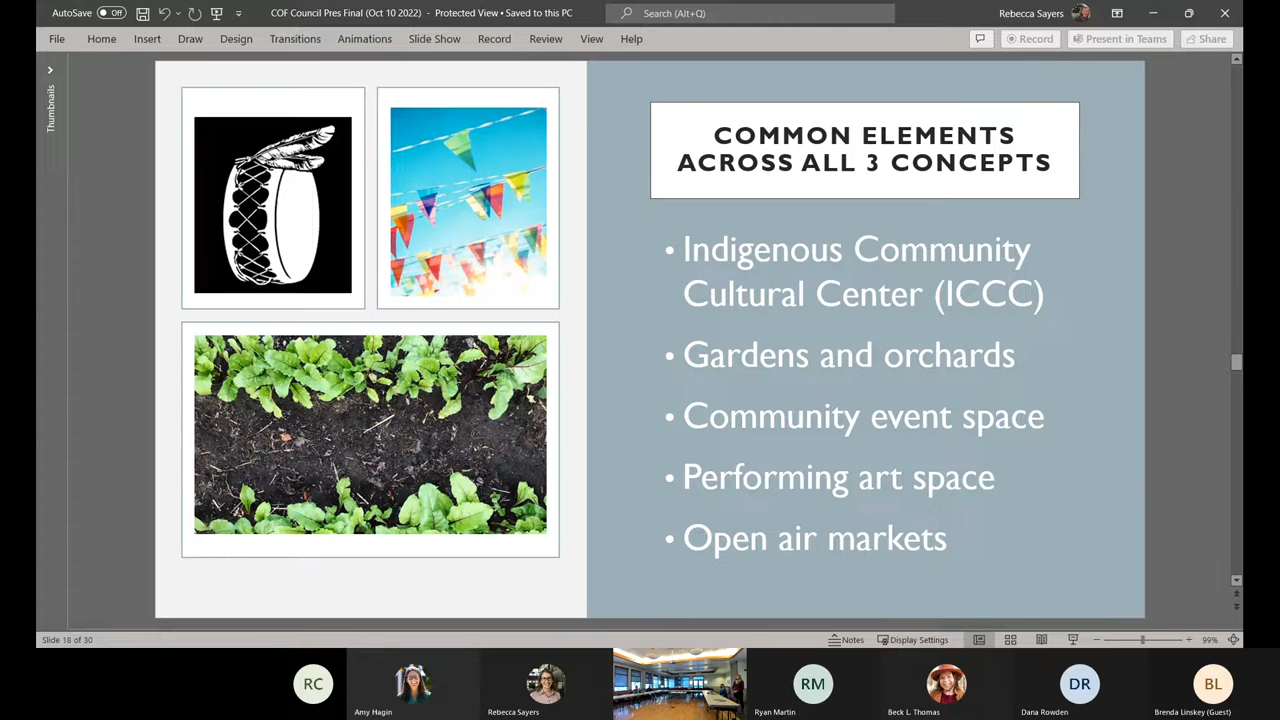 AutoSave Off COF Council Pres Final (Oct 10 2022) - Protected View • Saved to this PC Search (Alt+Q) Rebecca Sayers
File Home Insert Draw Design Transitions Animations Slide Show Record Review View Help Record Present in Teams Share
Thumbnails
COMMON ELEMENTS
ACROSS ALL 3 CONCEPTS
• Indigenous Community
Cultural Center (ICCC)
• Gardens and orchards
• Community event space
• Performing art space
• Open air markets
Slide 18 of 30 Notes Display Settings 99%
RC RM DR BL
Amy Hagin Rebecca Sayers Ryan Martin Beck L. Thomas Dana Rowden Brenda Linskey (Guest)